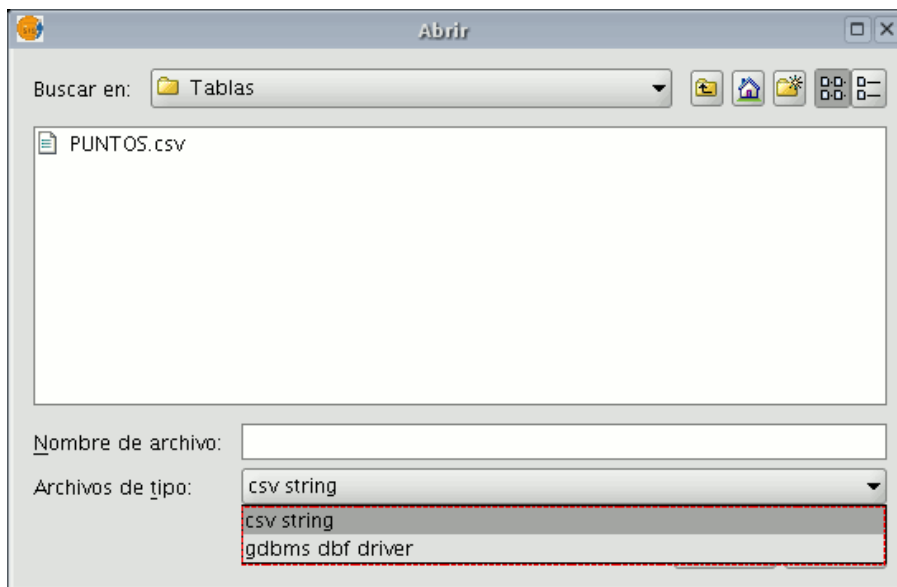 Abrir
Buscar en: Tablas
PUNTOS.csv
Nombre de archivo:
Archivos de tipo: csv string
csv string
gdbms dbf driver